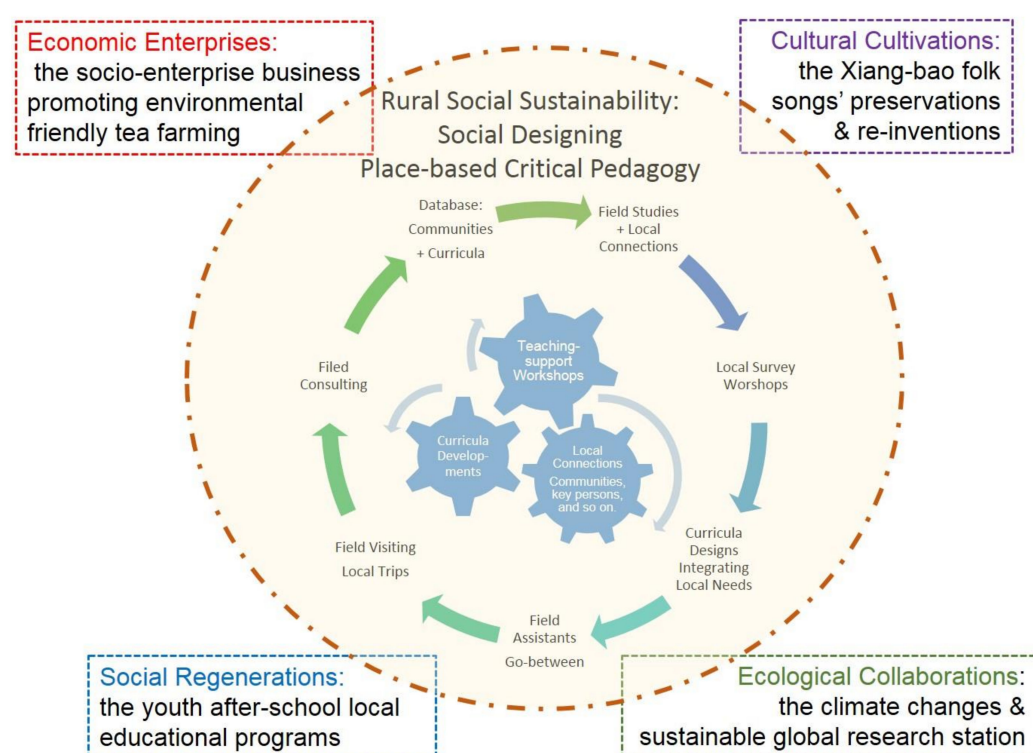 Economic Enterprises:
the socio-enterprise business
promoting environmental
friendly tea farming
Cultural Cultivations:
the Xiang-bao folk
songs' preservations
& re-inventions
Rural Social Sustainability:
Social Designing
Place-based Critical Pedagogy
Database:
Communities
+ Curricula
Field Studies
+ Local
Connections
Local Survey
Worshops
Curricula
Designs
Integrating
Local Needs
Field
Assistants
Go-between
Field Visiting
Local Trips
Filed
Consulting
Teaching-
support
Workshops
Curricula
Develop-
ments
Local
Connections
Communities,
key persons,
and so on.
Social Regenerations:
the youth after-school local
educational programs
Ecological Collaborations:
the climate changes &
sustainable global research station